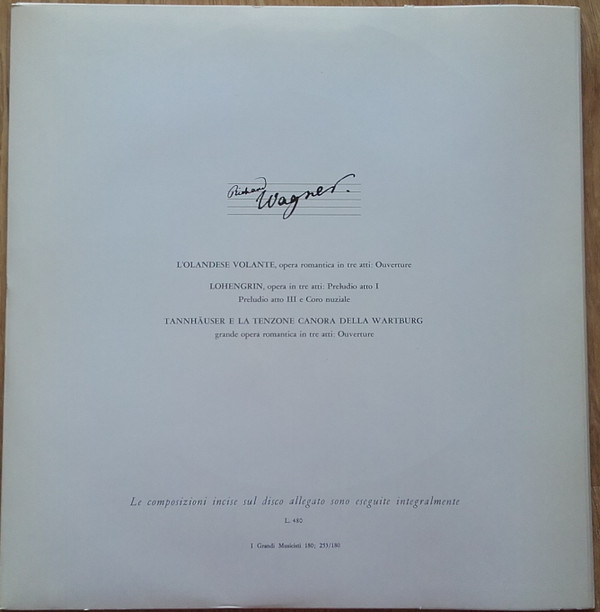 Richard Wagner.
L'OLANDESE VOLANTE, opera romantica in tre atti: Ouverture
LOHENGRIN, opera in tre atti: Preludio atto I
Preludio atto III e Coro nuziale
TANNHÄUSER E LA TENZONE CANORA DELLA WARTBURG
grande opera romantica in tre atti: Ouverture
Le composizioni incise sul disco allegato sono eseguite integralmente
L. 480
I Grandi Musicisti 180; 253/180